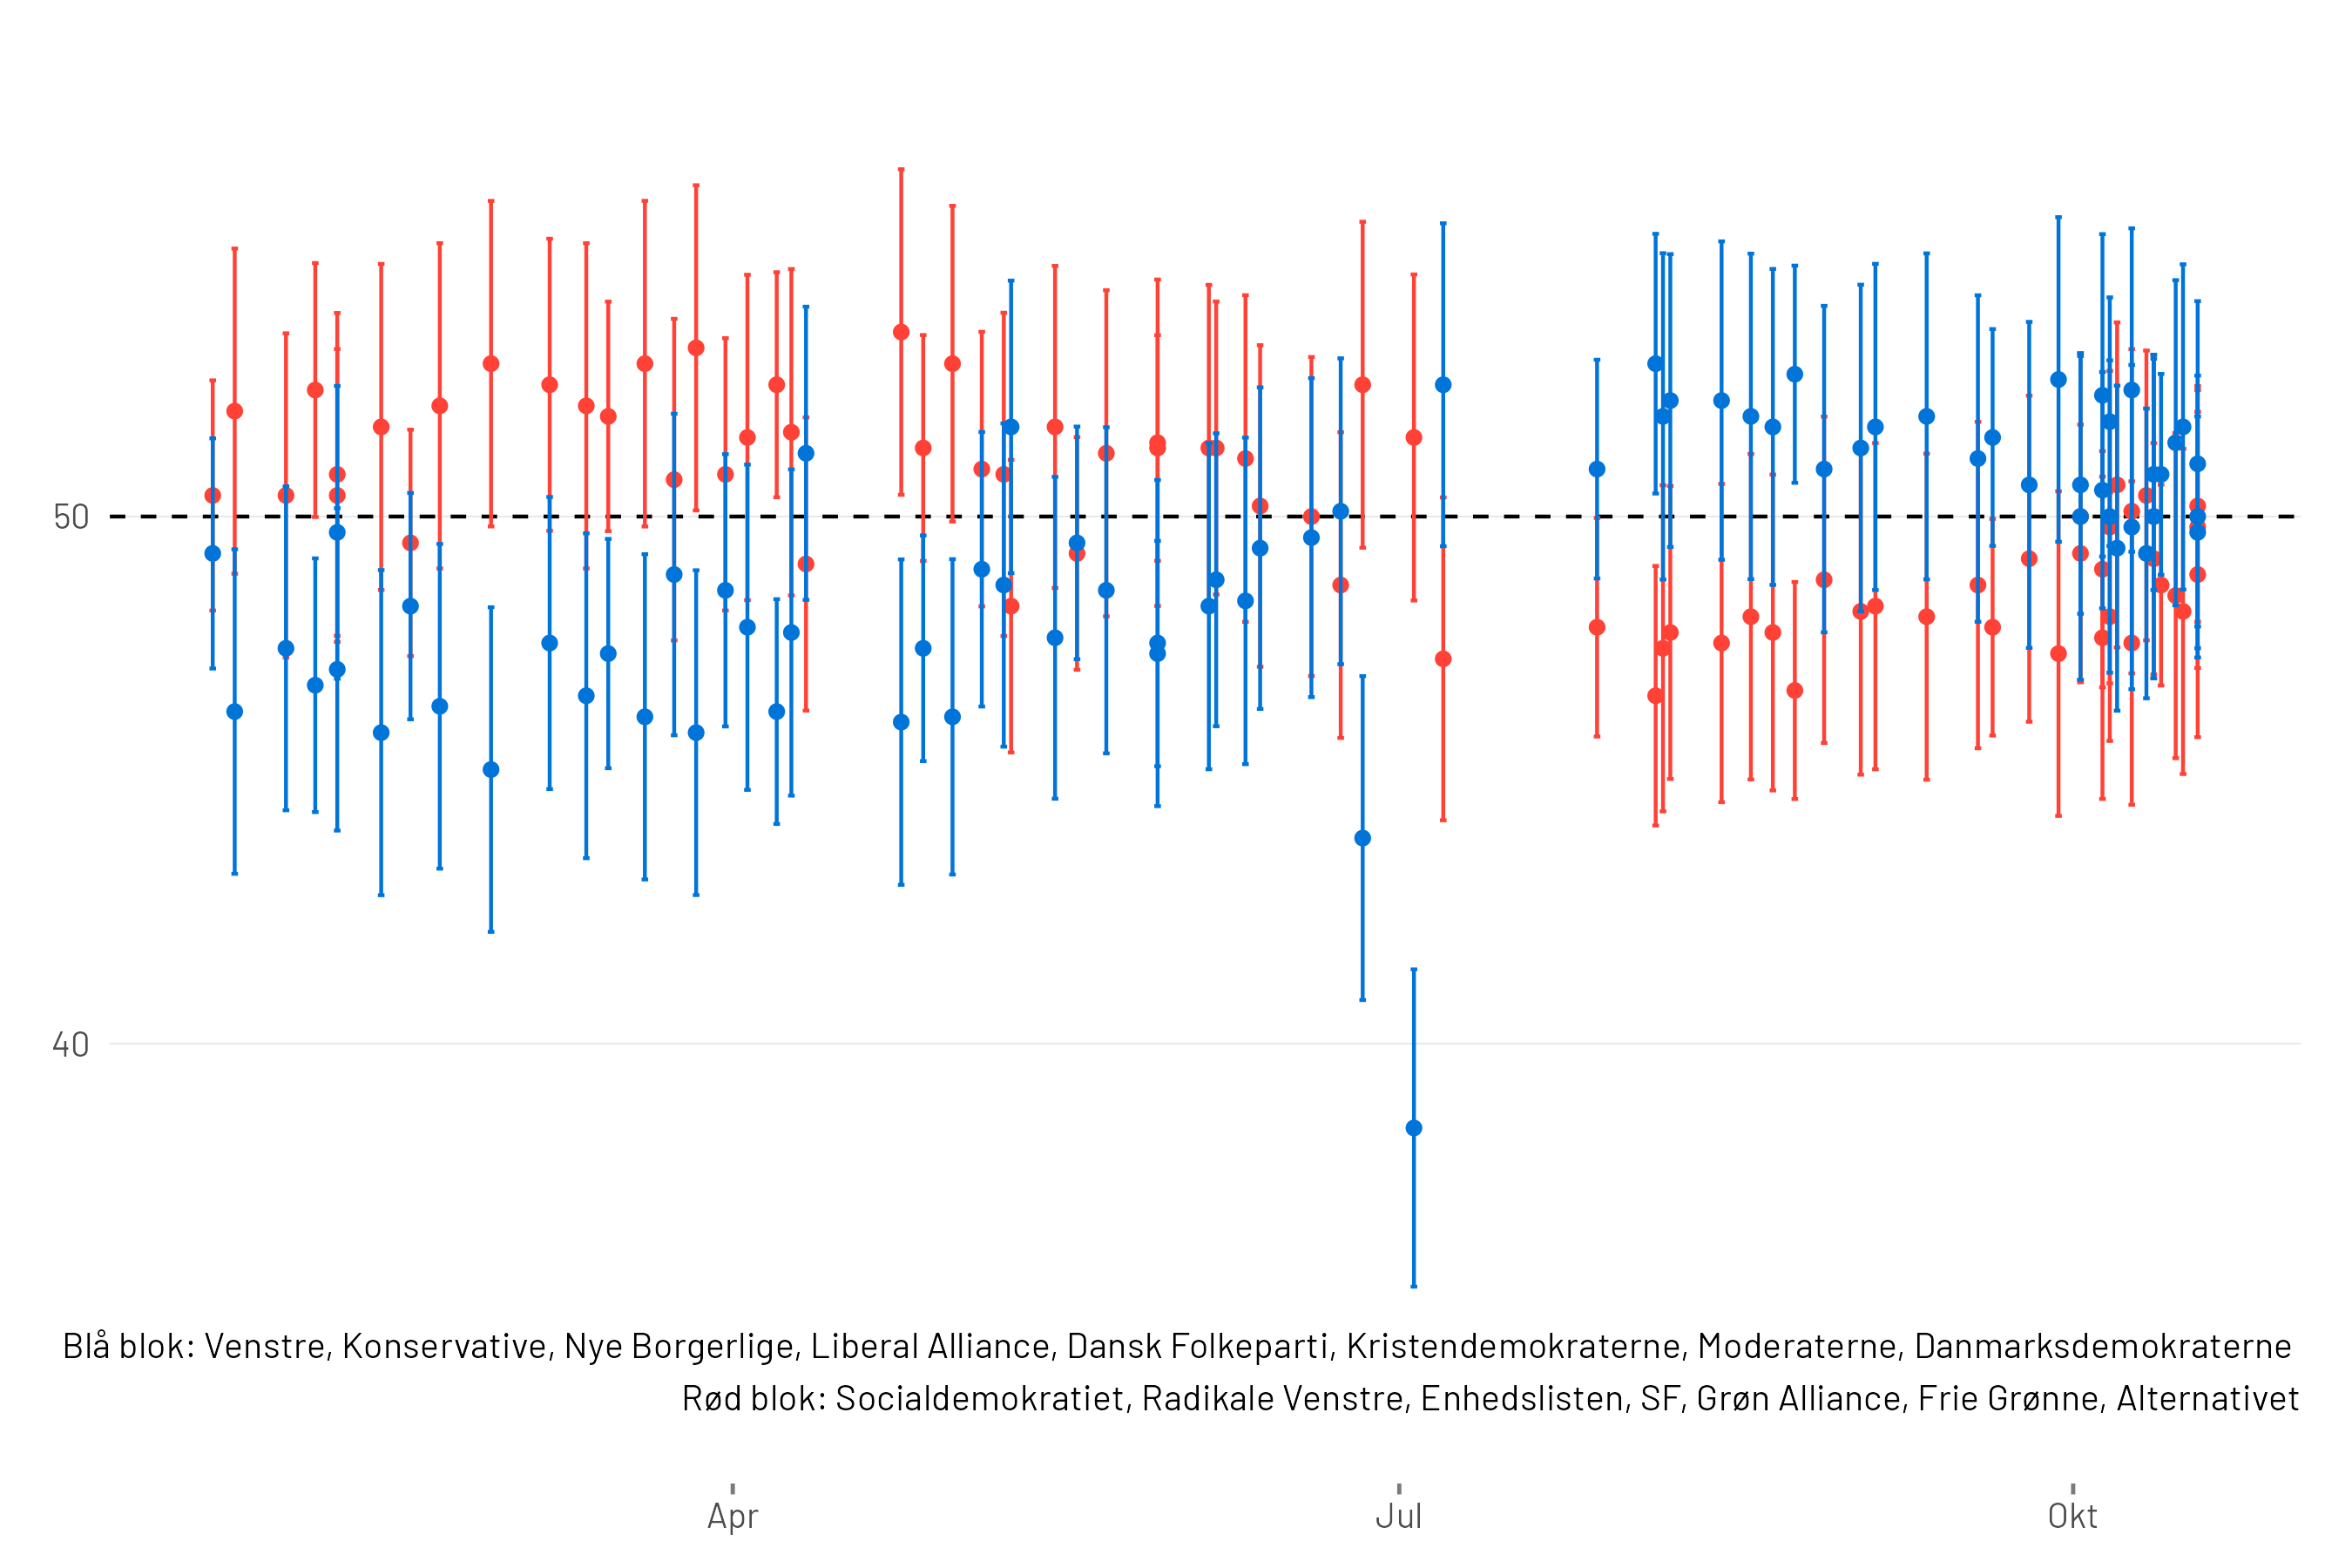 50
40
Blå blok: Venstre, Konservative, Nye Borgerlige, Liberal Alliance, Dansk Folkeparti, Kristendemokraterne, Moderaterne, Danmarksdemokraterne
Rød blok: Socialdemokratiet, Radikale Venstre, Enhedslisten, SF, Grøn Alliance, Frie Grønne, Alternativet
Apr Jul Okt